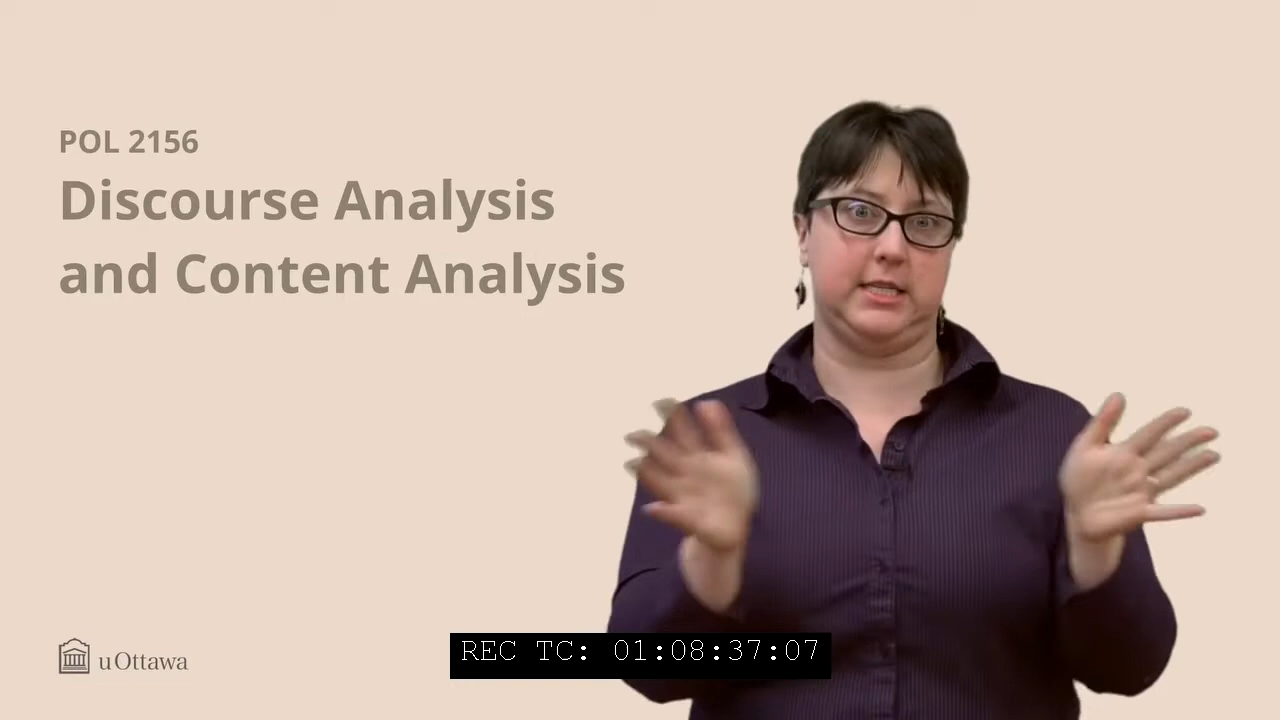 POL 2156
Discourse Analysis
and Content Analysis
uOttawa
REC TC: 01:08:37:07